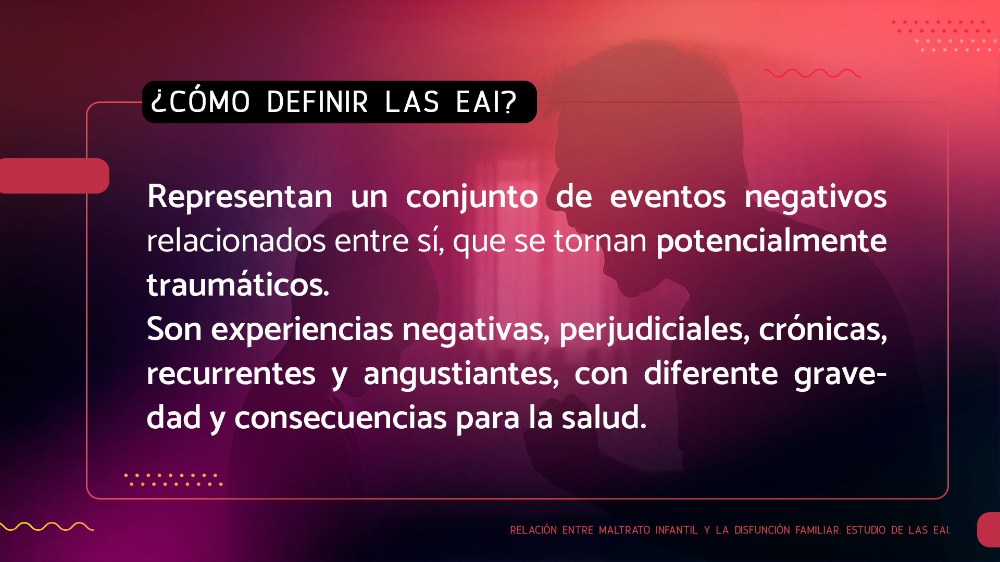 ¿CÓMO DEFINIR LAS EAI?
Representan un conjunto de eventos negativos
relacionados entre sí, que se tornan potencialmente
traumáticos.
Son experiencias negativas, perjudiciales, crónicas,
recurrentes y angustiantes, con diferente grave-
dad y consecuencias para la salud.
RELACIÓN ENTRE MALTRATO INFANTIL Y LA DISFUNCIÓN FAMILIAR. ESTUDIO DE LAS EAI.